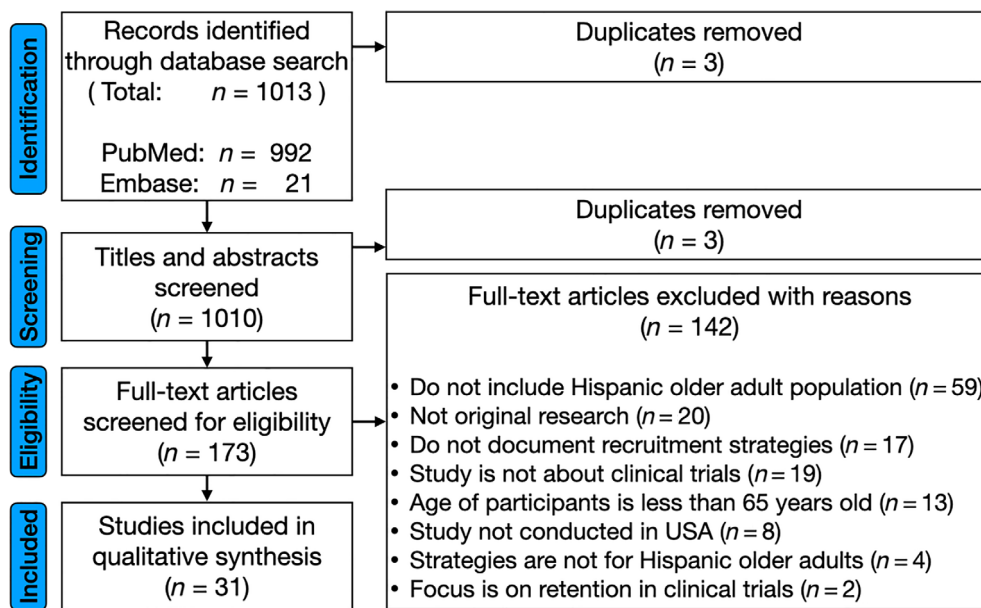 Identification
Records identified
through database search
( Total: n = 1013 )
PubMed: n = 992
Embase: n = 21
Duplicates removed
(n = 3)
Screening
Titles and abstracts
screened
(n = 1010)
Duplicates removed
(n = 3)
Eligibility
Full-text articles
screened for eligibility
(n = 173)
Full-text articles excluded with reasons
(n = 142)
• Do not include Hispanic older adult population (n = 59)
• Not original research (n = 20)
• Do not document recruitment strategies (n = 17)
• Study is not about clinical trials (n = 19)
• Age of participants is less than 65 years old (n = 13)
• Study not conducted in USA (n = 8)
• Strategies are not for Hispanic older adults (n = 4)
• Focus is on retention in clinical trials (n = 2)
Included
Studies included in
qualitative synthesis
(n = 31)